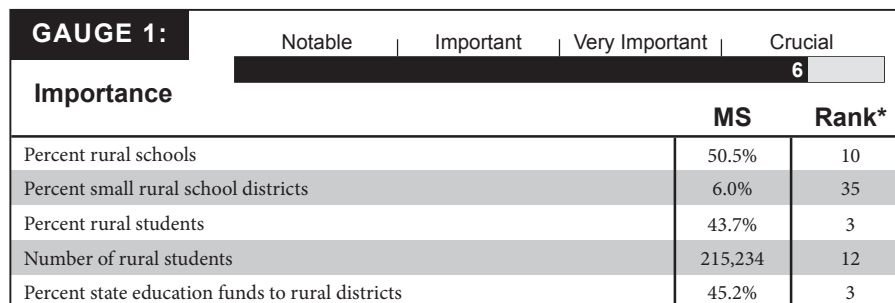 GAUGE 1:
Notable | Important | Very Important | Crucial
6
Importance
MS Rank*
Percent rural schools 50.5% 10
Percent small rural school districts 6.0% 35
Percent rural students 43.7% 3
Number of rural students 215,234 12
Percent state education funds to rural districts 45.2% 3